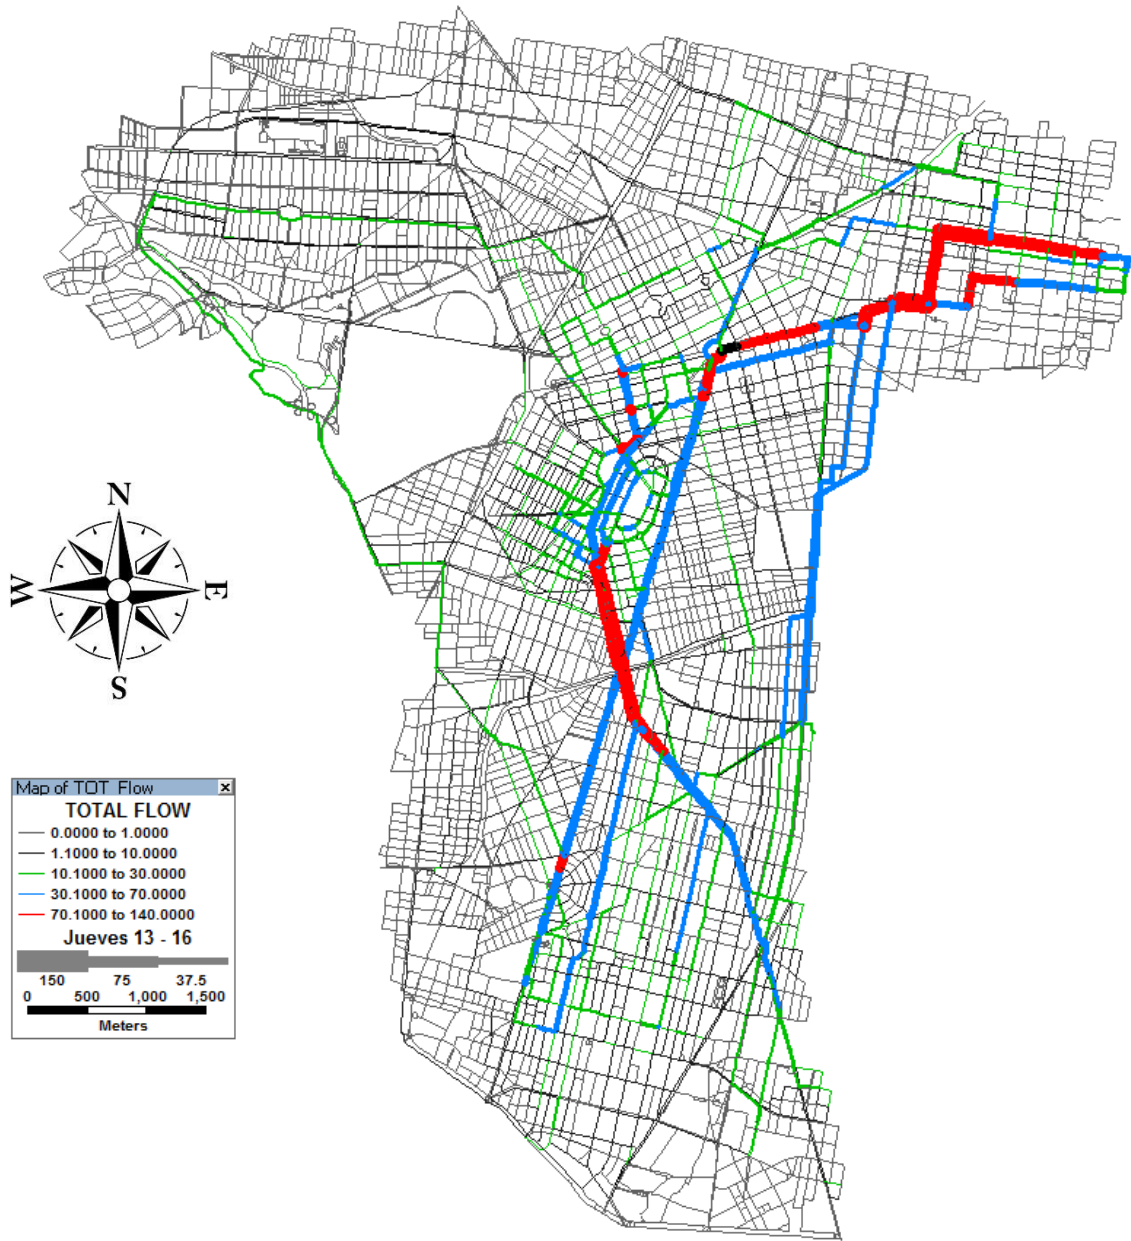 N
W
E
S
Map of TOT_Flow x
TOTAL FLOW
0.0000 to 1.0000
1.1000 to 10.0000
10.1000 to 30.0000
30.1000 to 70.0000
70.1000 to 140.0000
Jueves 13 - 16
150 75 37.5
0 500 1,000 1,500
Meters